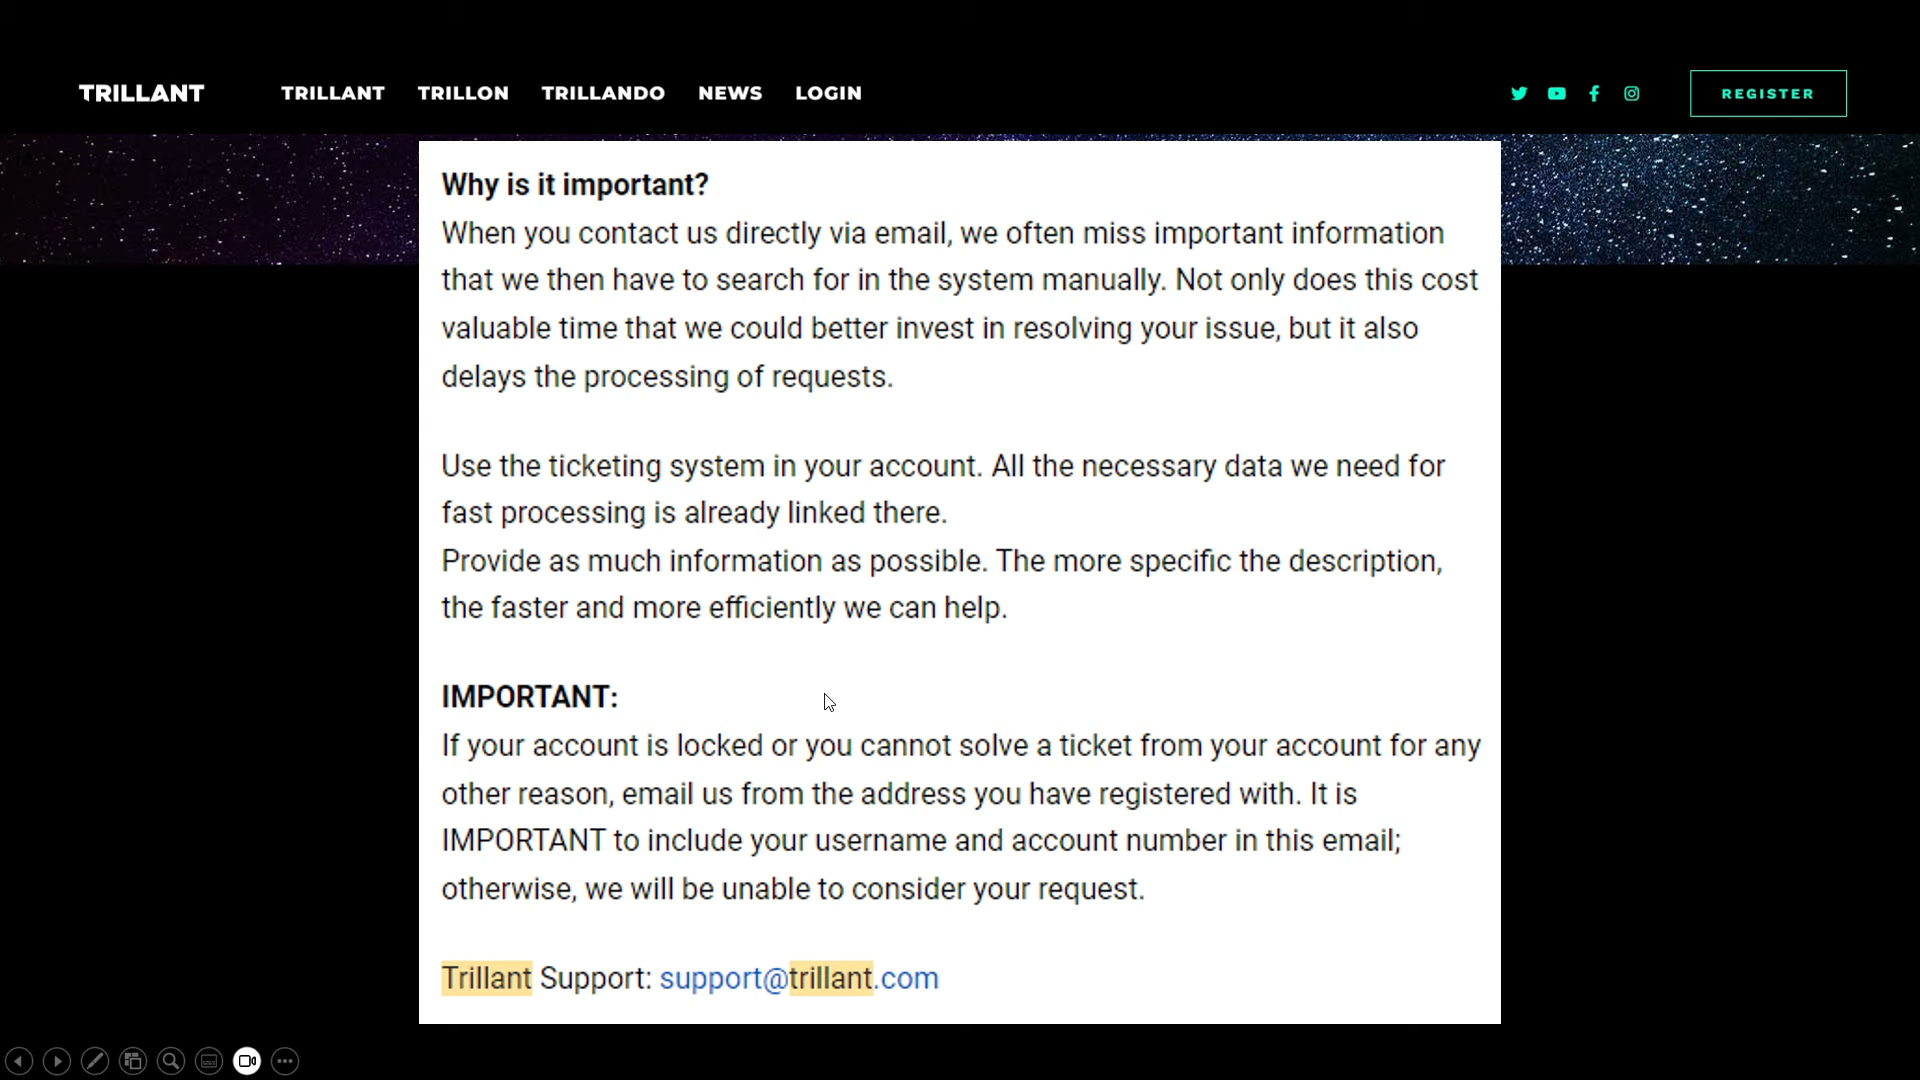 TRILLANT TRILLANT TRILLON TRILLANDO NEWS LOGIN REGISTER
Why is it important?
When you contact us directly via email, we often miss important information
that we then have to search for in the system manually. Not only does this cost
valuable time that we could better invest in resolving your issue, but it also
delays the processing of requests.
Use the ticketing system in your account. All the necessary data we need for
fast processing is already linked there.
Provide as much information as possible. The more specific the description,
the faster and more efficiently we can help.
IMPORTANT:
If your account is locked or you cannot solve a ticket from your account for any
other reason, email us from the address you have registered with. It is
IMPORTANT to include your username and account number in this email;
otherwise, we will be unable to consider your request.
Trillant Support: support@trillant.com